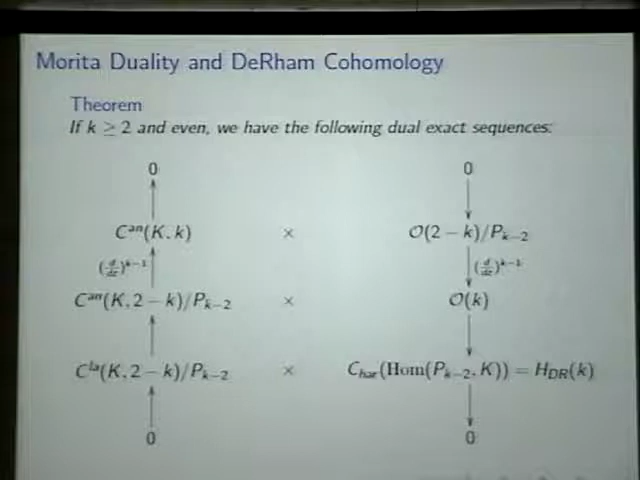 Morita Duality and DeRham Cohomology
Theorem
If k ≥ 2 and even, we have the following dual exact sequences:
0 0
C^{an}(K, k) × O(2 − k)/P_{k−2}
(d/dz)^{k−1} (d/dz)^{k−1}
C^{an}(K, 2 − k)/P_{k−2} × O(k)
C^{la}(K, 2 − k)/P_{k−2} × C_{har}(Hom(P_{k−2}, K)) = H_{DR}(k)
0 0